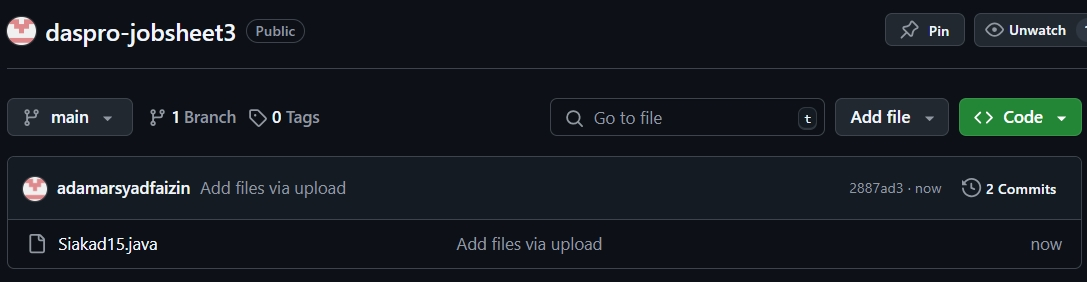 daspro-jobsheet3 Public Pin Unwatch
main 1 Branch 0 Tags Go to file t Add file Code
adamarsyadfaizin Add files via upload 2887ad3 · now 2 Commits
Siakad15.java Add files via upload now